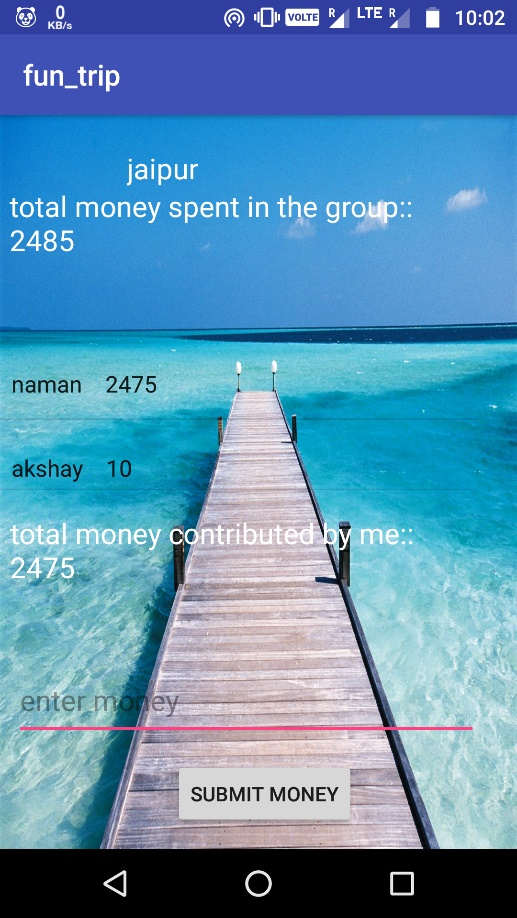 0
KB/s
VOLTE
R
LTE
R
10:02
fun_trip
jaipur
total money spent in the group::
2485
naman 2475
akshay 10
total money contributed by me::
2475
enter money
SUBMIT MONEY